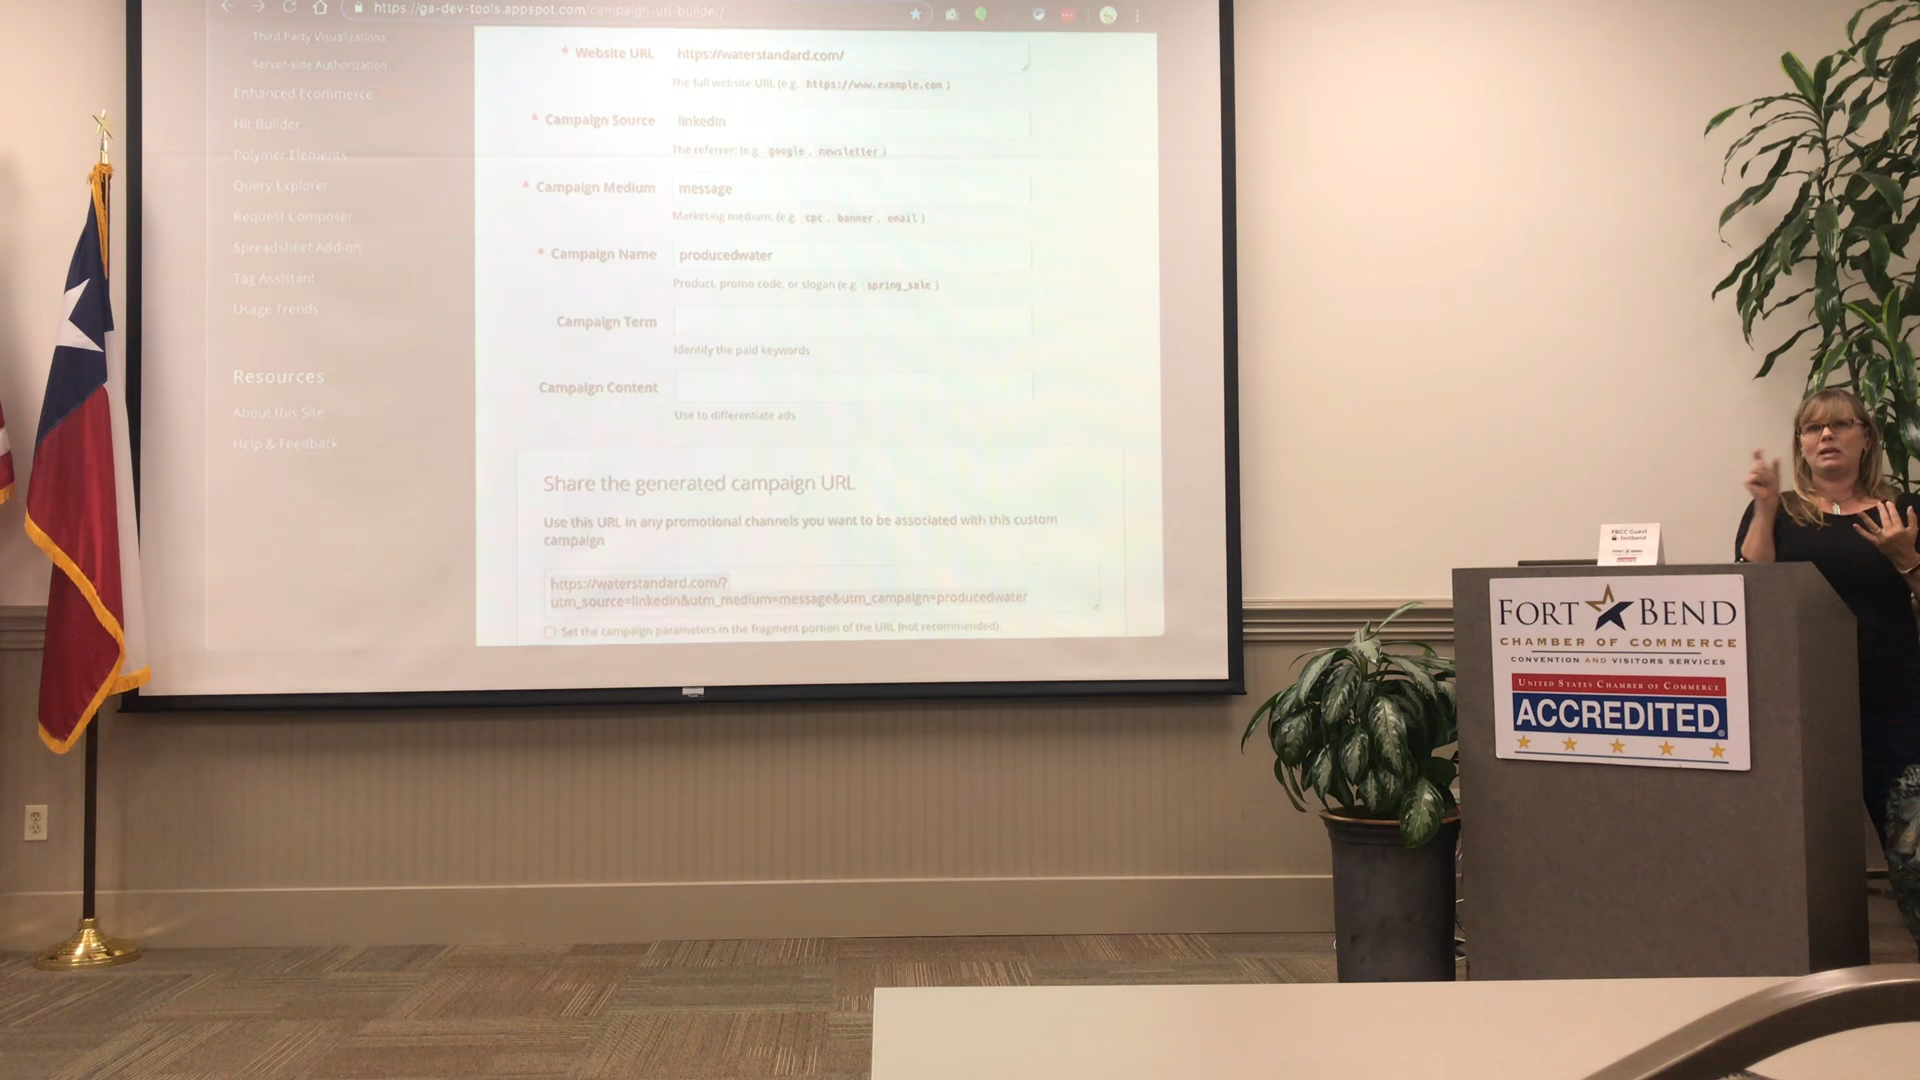 https://ga-dev-tools.appspot.com/campaign-url-builder/
Third Party Visualizations
Server-side Authorization
Enhanced Ecommerce
Hit Builder
Polymer Elements
Query Explorer
Request Composer
Spreadsheet Add-on
Tag Assistant
Usage Trends
Resources
About this Site
Help & Feedback
* Website URL https://waterstandard.com/
The full website URL (e.g. https://www.example.com )
* Campaign Source linkedin
The referrer: (e.g. google , newsletter )
* Campaign Medium message
Marketing medium: (e.g. cpc , banner , email )
* Campaign Name producedwater
Product, promo code, or slogan (e.g. spring_sale )
Campaign Term
Identify the paid keywords
Campaign Content
Use to differentiate ads
Share the generated campaign URL
Use this URL in any promotional channels you want to be associated with this custom
campaign
https://waterstandard.com/?
utm_source=linkedin&utm_medium=message&utm_campaign=producedwater
Set the campaign parameters in the fragment portion of the URL (not recommended).
FBCC Guest
fortbend
FORT BEND
CHAMBER OF COMMERCE
CONVENTION AND VISITORS SERVICES
UNITED STATES CHAMBER OF COMMERCE
ACCREDITED®